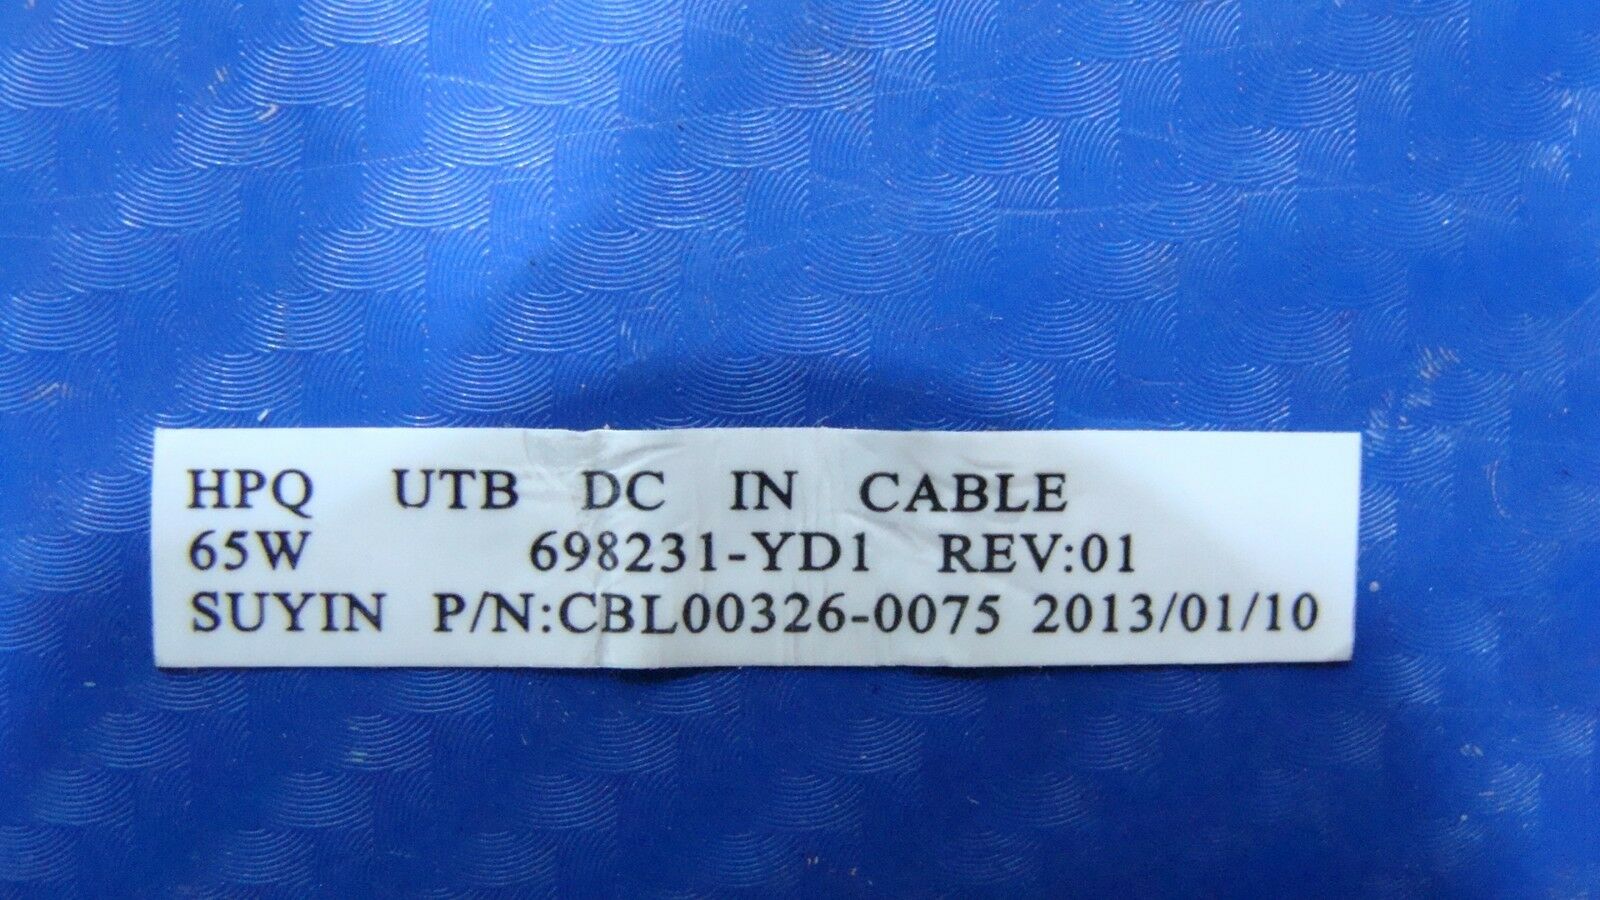 HPQ UTB DC IN CABLE
65W 698231-YD1 REV:01
SUYIN P/N:CBL00326-0075 2013/01/10